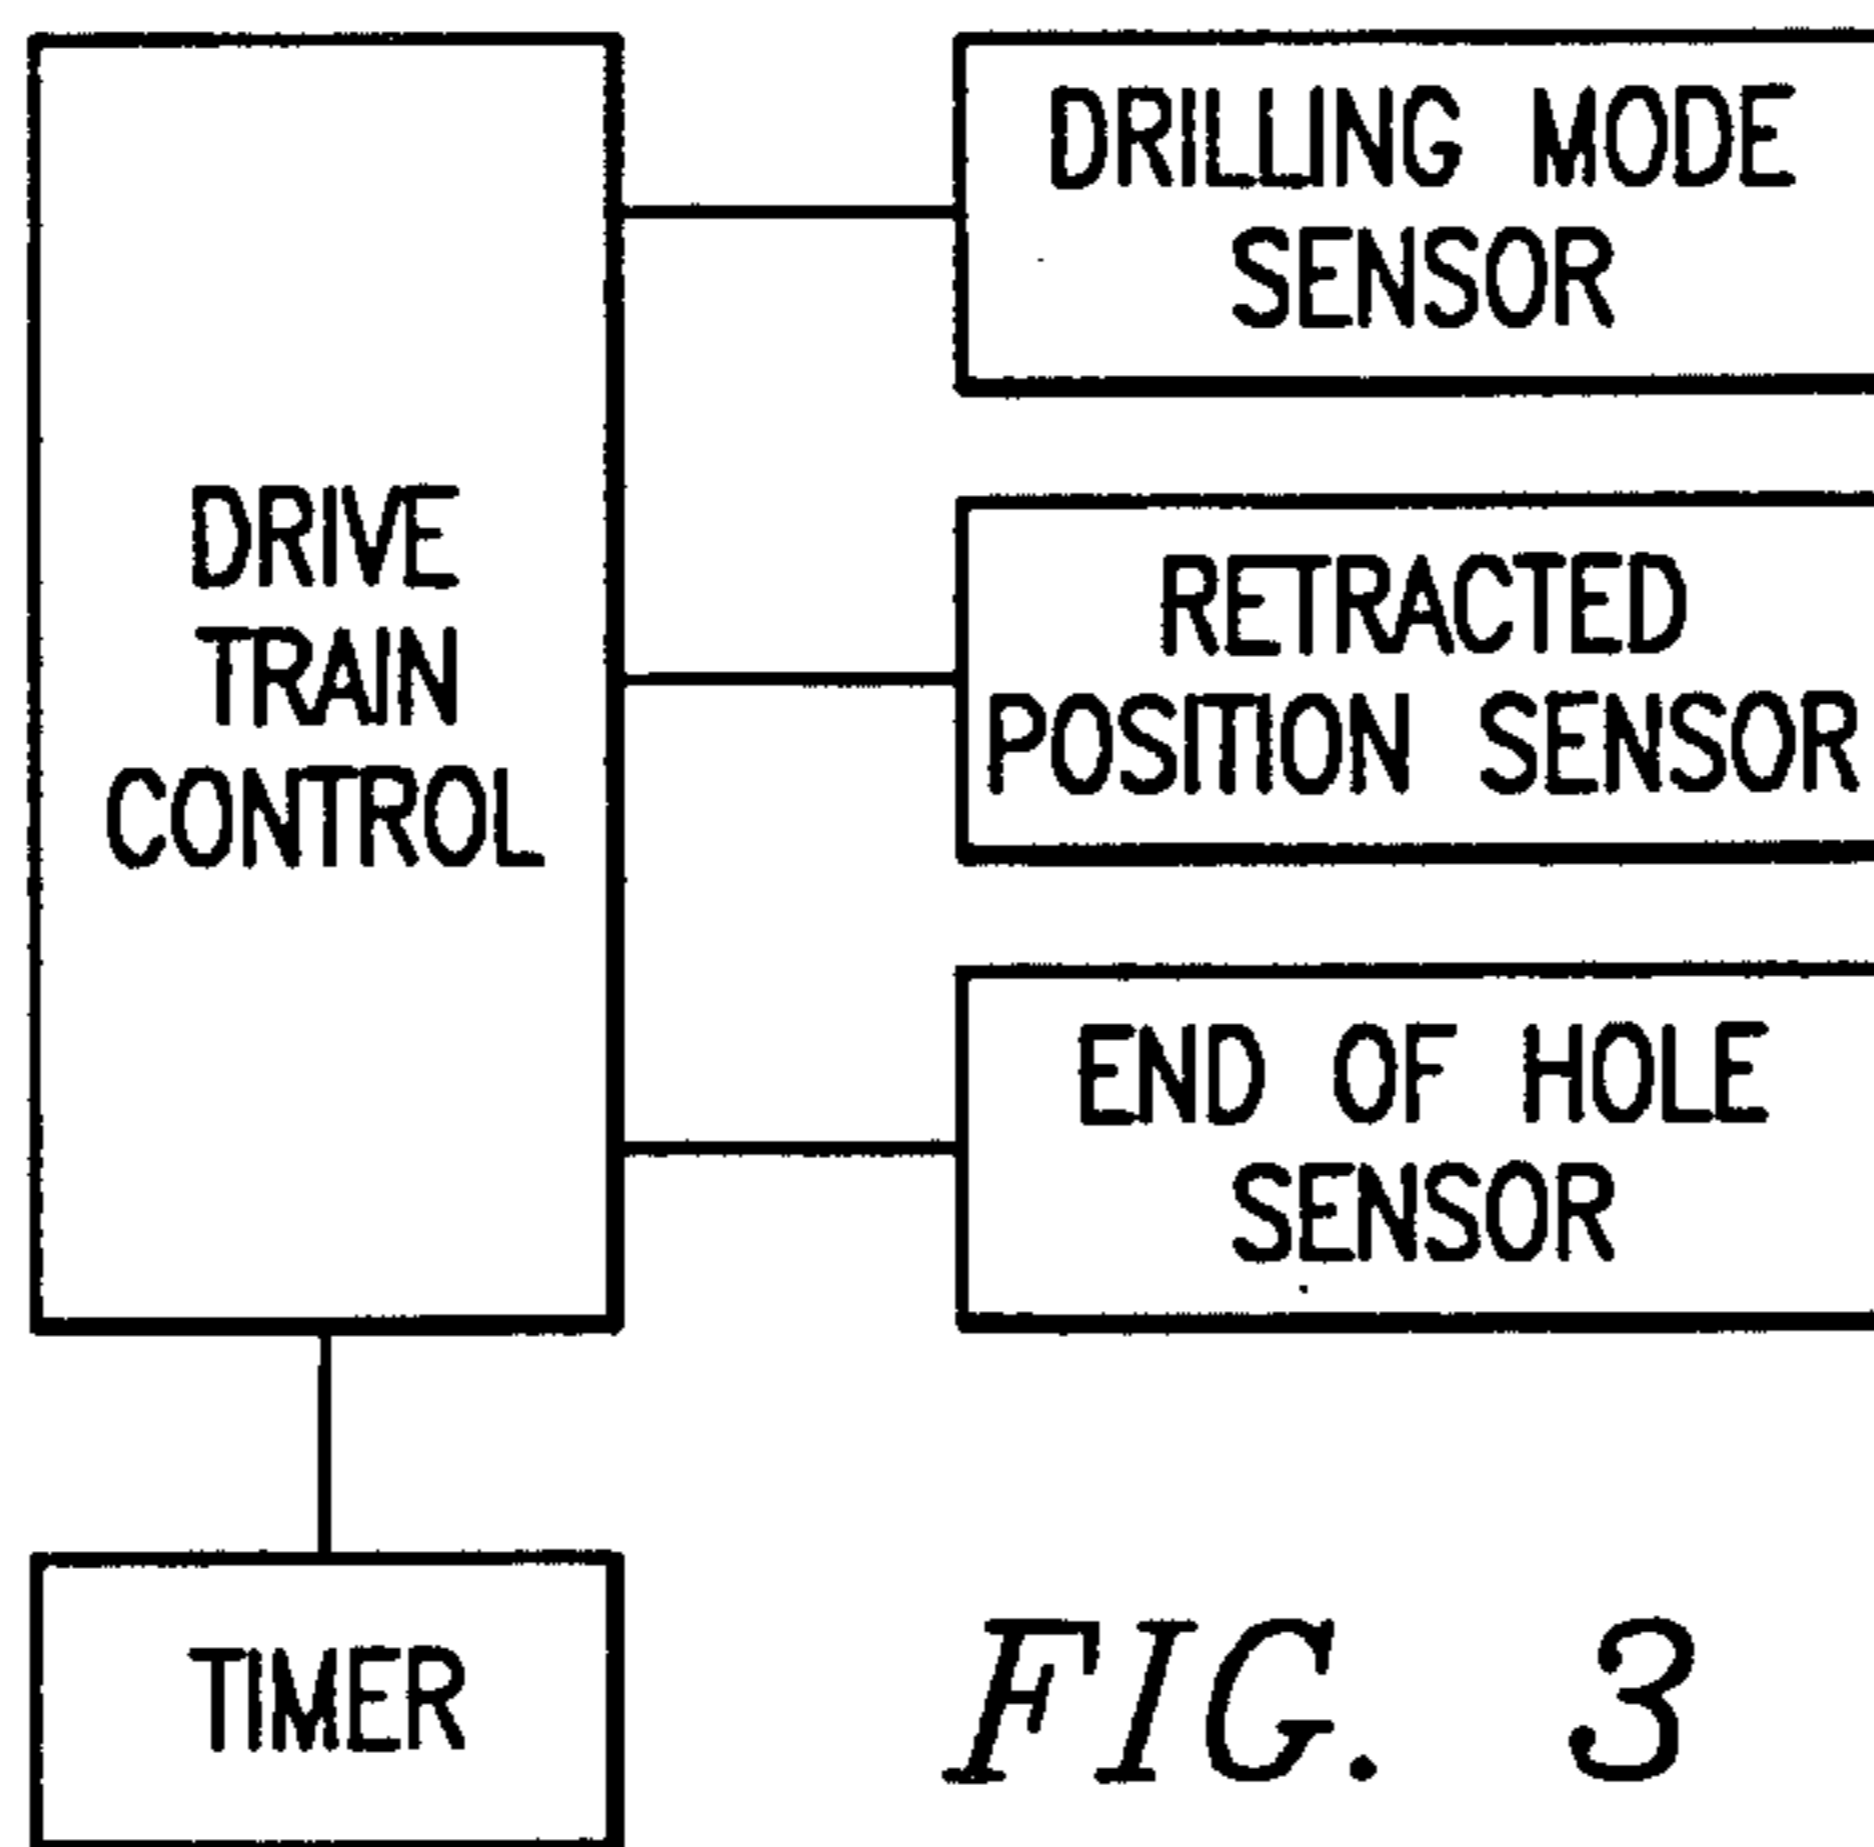 DRIVE
TRAIN
CONTROL
DRILLING MODE
SENSOR
RETRACTED
POSITION SENSOR
END OF HOLE
SENSOR
TIMER
FIG. 3